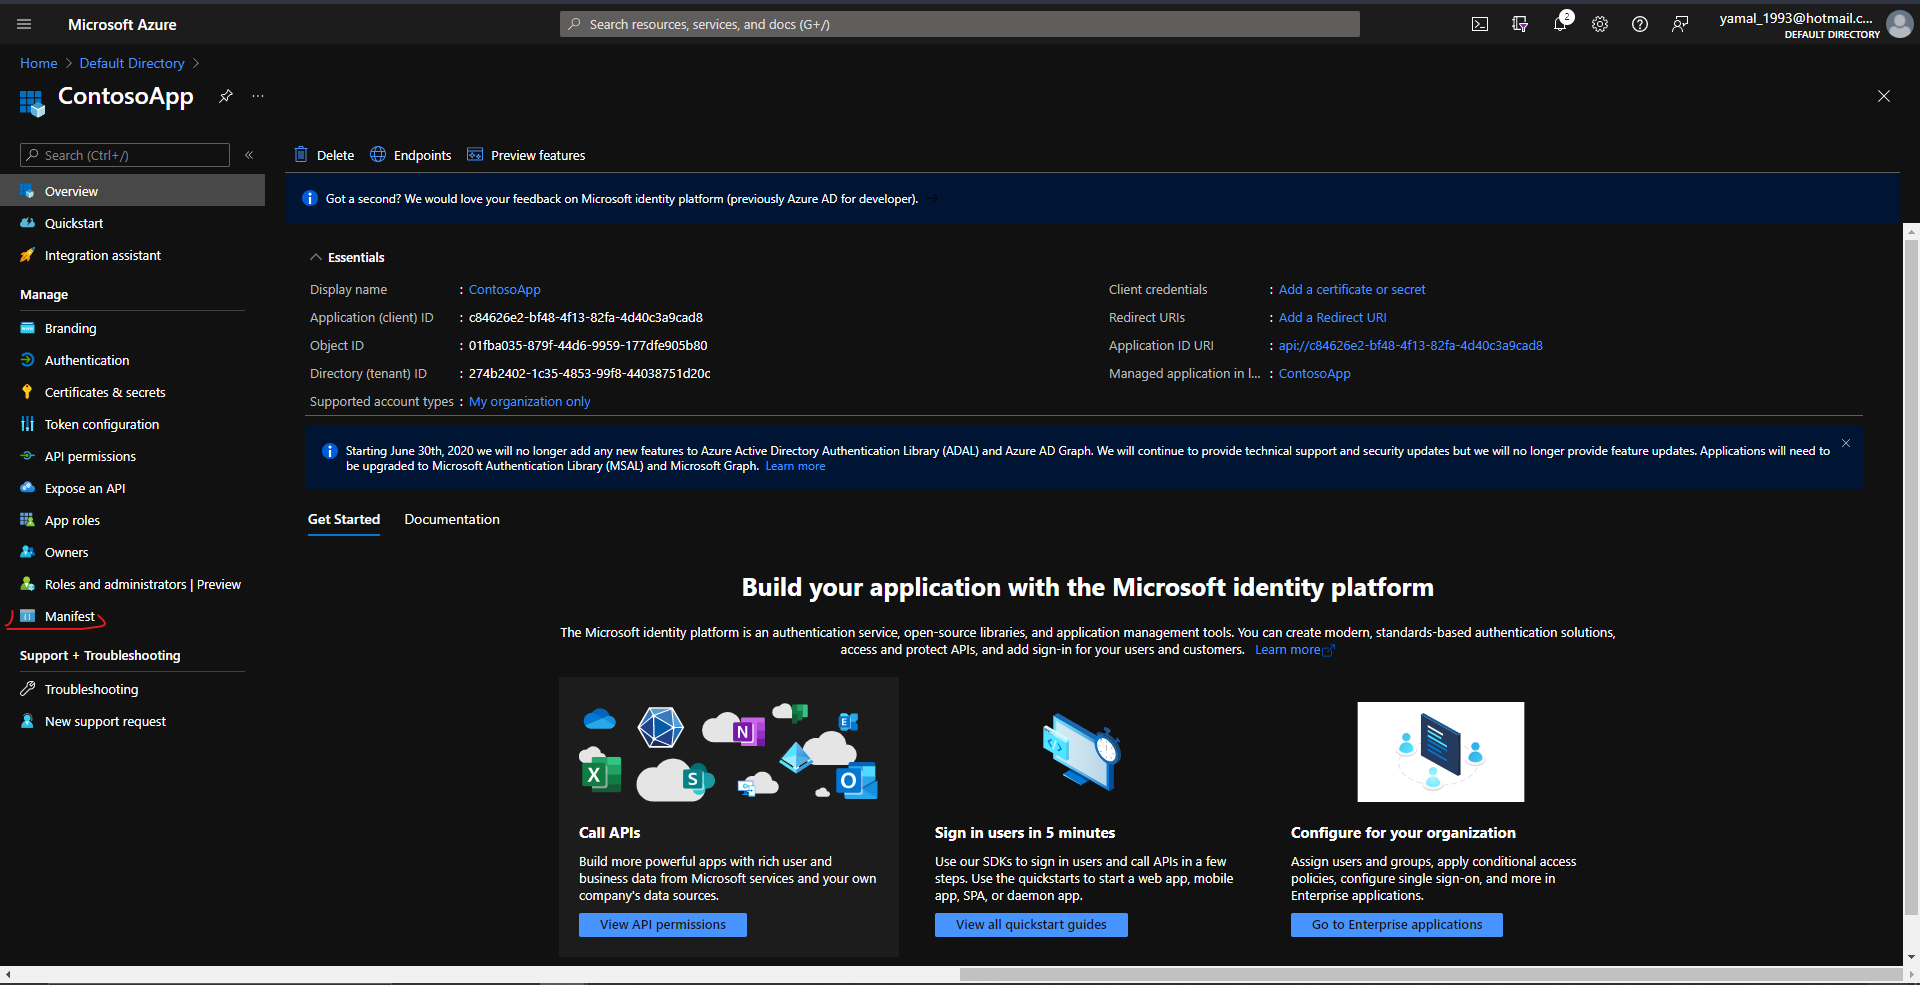 Microsoft Azure
Search resources, services, and docs (G+/)
2
yamal_1993@hotmail.c...
DEFAULT DIRECTORY
Home > Default Directory >
ContosoApp
Search (Ctrl+/)
«
Delete
Endpoints
Preview features
Overview
Quickstart
Integration assistant
Manage
Branding
Authentication
Certificates & secrets
Token configuration
API permissions
Expose an API
App roles
Owners
Roles and administrators | Preview
Manifest
Support + Troubleshooting
Troubleshooting
New support request
Got a second? We would love your feedback on Microsoft identity platform (previously Azure AD for developer). →
Essentials
Display name : ContosoApp
Application (client) ID : c84626e2-bf48-4f13-82fa-4d40c3a9cad8
Object ID : 01fba035-879f-44d6-9959-177dfe905b80
Directory (tenant) ID : 274b2402-1c35-4853-99f8-44038751d20c
Supported account types : My organization only
Client credentials : Add a certificate or secret
Redirect URIs : Add a Redirect URI
Application ID URI : api://c84626e2-bf48-4f13-82fa-4d40c3a9cad8
Managed application in l... : ContosoApp
Starting June 30th, 2020 we will no longer add any new features to Azure Active Directory Authentication Library (ADAL) and Azure AD Graph. We will continue to provide technical support and security updates but we will no longer provide feature updates. Applications will need to
be upgraded to Microsoft Authentication Library (MSAL) and Microsoft Graph. Learn more
Get Started
Documentation
Build your application with the Microsoft identity platform
The Microsoft identity platform is an authentication service, open-source libraries, and application management tools. You can create modern, standards-based authentication solutions,
access and protect APIs, and add sign-in for your users and customers. Learn more
N
E
X
S
O
Call APIs
Build more powerful apps with rich user and
business data from Microsoft services and your own
company's data sources.
View API permissions
Sign in users in 5 minutes
Use our SDKs to sign in users and call APIs in a few
steps. Use the quickstarts to start a web app, mobile
app, SPA, or daemon app.
View all quickstart guides
Configure for your organization
Assign users and groups, apply conditional access
policies, configure single sign-on, and more in
Enterprise applications.
Go to Enterprise applications